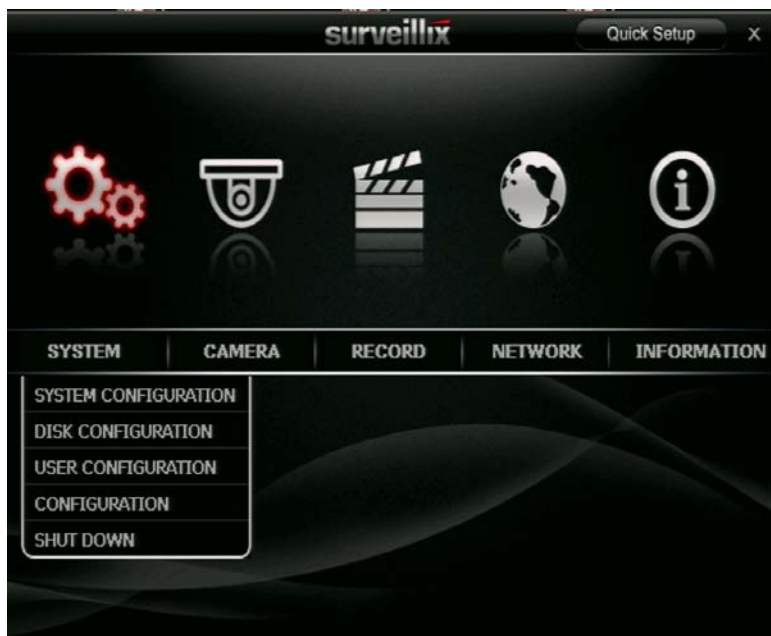 surveillix
Quick Setup X
SYSTEM CAMERA RECORD NETWORK INFORMATION
SYSTEM CONFIGURATION
DISK CONFIGURATION
USER CONFIGURATION
CONFIGURATION
SHUT DOWN